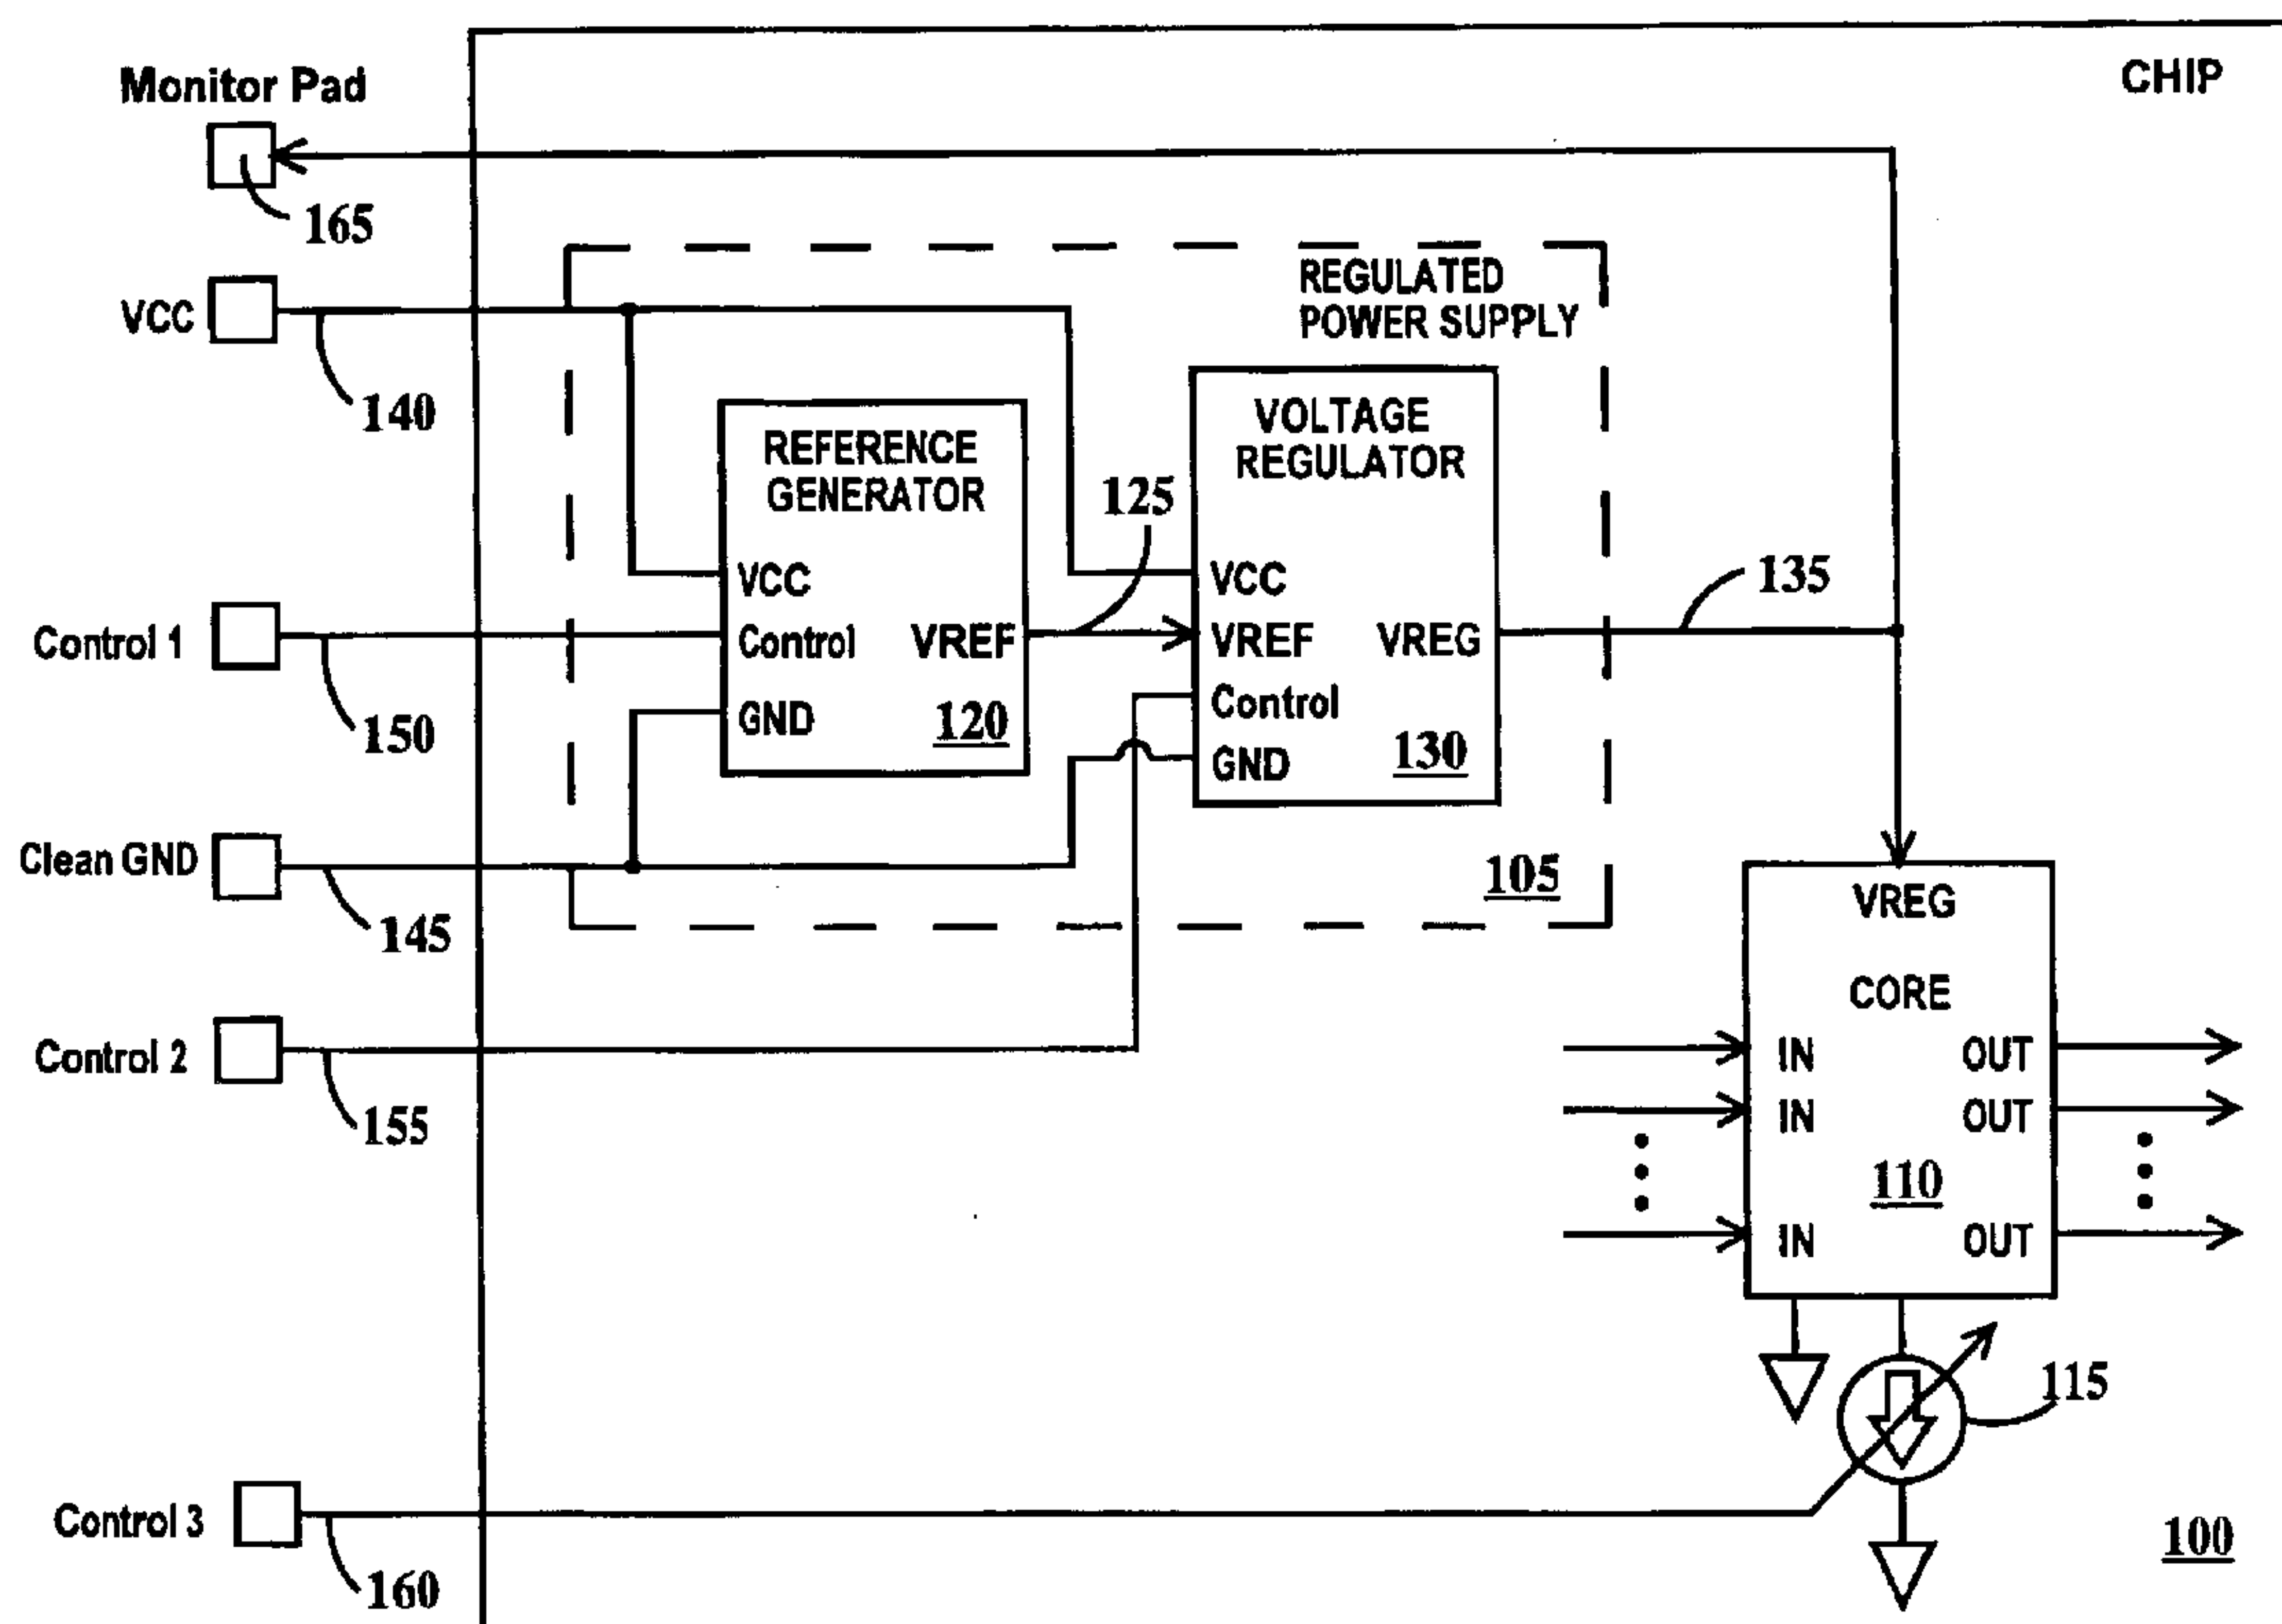 CHIP
Monitor Pad
165
VCC
140
REGULATED
POWER SUPPLY
REFERENCE
GENERATOR
VCC
Control
VREF
GND
120
125
VOLTAGE
REGULATOR
VCC
VREF
VREG
Control
GND
130
135
Control 1
150
Clean GND
145
105
Control 2
155
VREG
CORE
IN
OUT
IN
OUT
110
IN
OUT
115
Control 3
160
100